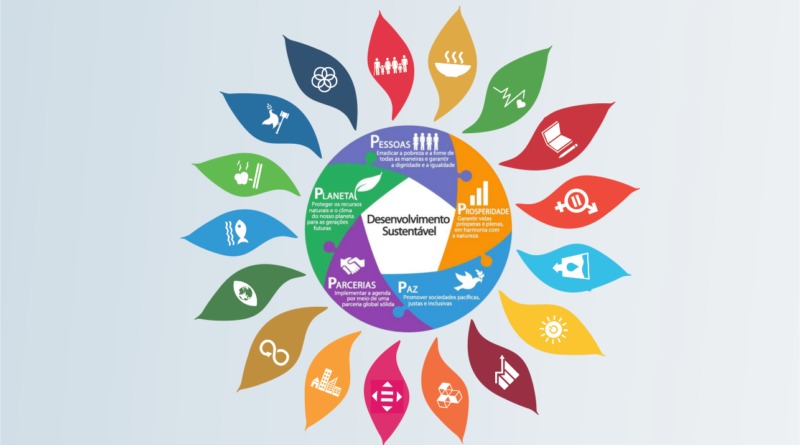 PESSOAS
Erradicar a pobreza e a fome de
todas as maneiras e garantir
a dignidade e a igualdade
PROSPERIDADE
Garantir vidas
prósperas e plenas,
em harmonia com
a natureza
PAZ
Promover sociedades pacíficas,
justas e inclusivas
PARCERIAS
Implementar a agenda
por meio de uma
parceria global sólida
PLANETA
Proteger os recursos
naturais e o clima
do nosso planeta
para as gerações
futuras
Desenvolvimento
Sustentável